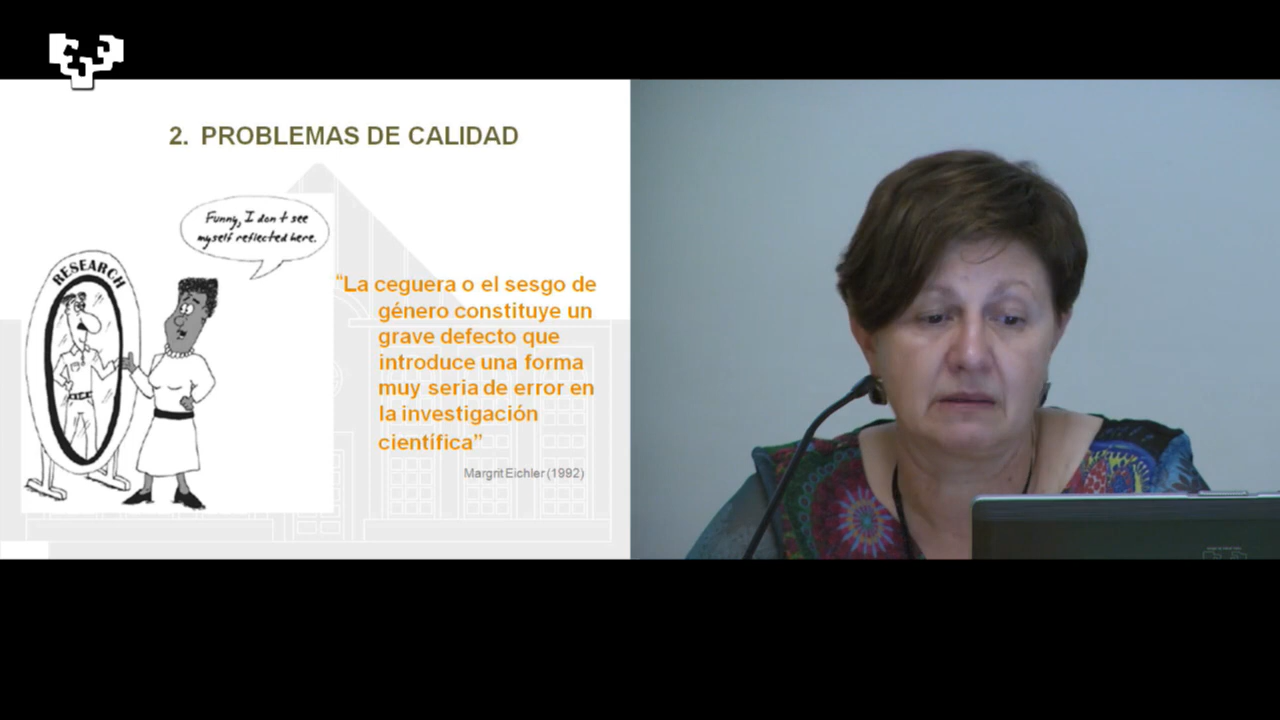 2. PROBLEMAS DE CALIDAD
Funny, I don't see
myself reflected here.
RESEARCH
“La ceguera o el sesgo de
género constituye un
grave defecto que
introduce una forma
muy seria de error en
la investigación
científica”
Margrit Eichler (1992)